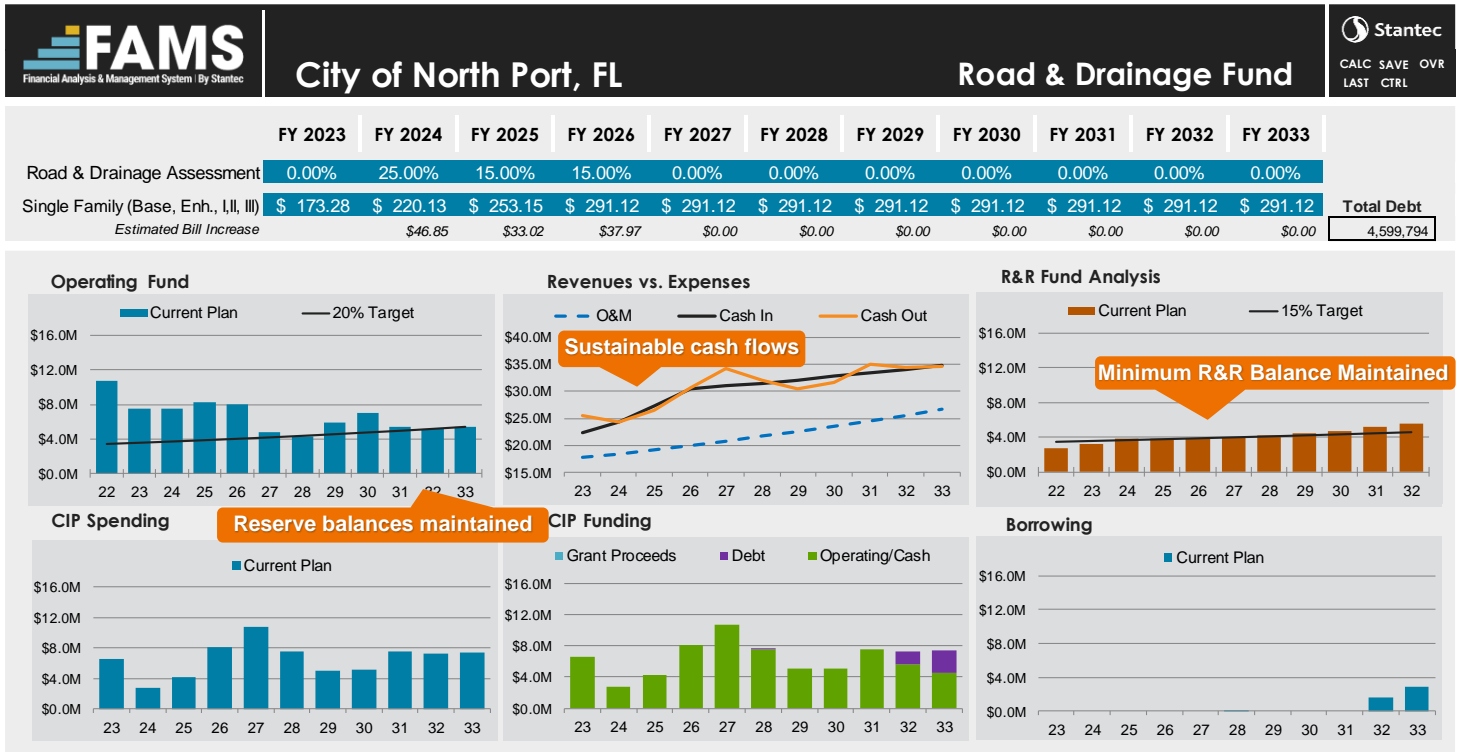 FAMS
Financial Analysis & Management System | By Stantec
City of North Port, FL
Road & Drainage Fund
Stantec
CALC SAVE OVR
LAST CTRL
FY 2023 FY 2024 FY 2025 FY 2026 FY 2027 FY 2028 FY 2029 FY 2030 FY 2031 FY 2032 FY 2033
Road & Drainage Assessment 0.00% 25.00% 15.00% 15.00% 0.00% 0.00% 0.00% 0.00% 0.00% 0.00% 0.00%
Single Family (Base, Enh., I,II, III) $ 173.28 $ 220.13 $ 253.15 $ 291.12 $ 291.12 $ 291.12 $ 291.12 $ 291.12 $ 291.12 $ 291.12 $ 291.12 Total Debt
Estimated Bill Increase $46.85 $33.02 $37.97 $0.00 $0.00 $0.00 $0.00 $0.00 $0.00 $0.00 4,599,794
Operating Fund
Current Plan 20% Target
$16.0M
$12.0M
$8.0M
$4.0M
$0.0M
22 23 24 25 26 27 28 29 30 31 32 33
Reserve balances maintained
Revenues vs. Expenses
O&M Cash In Cash Out
Sustainable cash flows
$40.0M
$35.0M
$30.0M
$25.0M
$20.0M
$15.0M
23 24 25 26 27 28 29 30 31 32 33
R&R Fund Analysis
Current Plan 15% Target
Minimum R&R Balance Maintained
$16.0M
$12.0M
$8.0M
$4.0M
$0.0M
22 23 24 25 26 27 28 29 30 31 32
CIP Spending
Current Plan
$16.0M
$12.0M
$8.0M
$4.0M
$0.0M
23 24 25 26 27 28 29 30 31 32 33
CIP Funding
Grant Proceeds Debt Operating/Cash
$16.0M
$12.0M
$8.0M
$4.0M
$0.0M
23 24 25 26 27 28 29 30 31 32 33
Borrowing
Current Plan
$16.0M
$12.0M
$8.0M
$4.0M
$0.0M
23 24 25 26 27 28 29 30 31 32 33